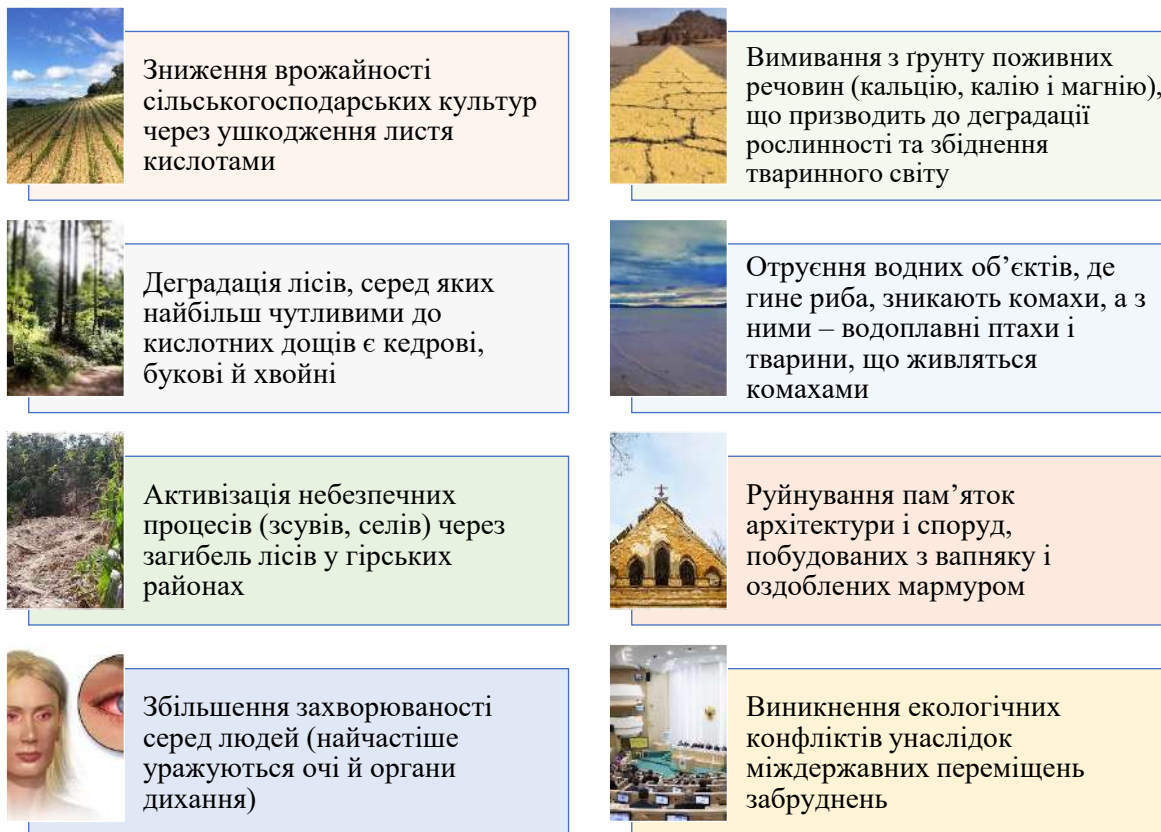 Зниження врожайності
сільськогосподарських культур
через ушкодження листя
кислотами
Вимивання з ґрунту поживних
речовин (кальцію, калію і магнію),
що призводить до деградації
рослинності та збіднення
тваринного світу
Деградація лісів, серед яких
найбільш чутливими до
кислотних дощів є кедрові,
букові й хвойні
Отруєння водних об’єктів, де
гине риба, зникають комахи, а з
ними – водоплавні птахи і
тварини, що живляться
комахами
Активізація небезпечних
процесів (зсувів, селів) через
загибель лісів у гірських
районах
Руйнування пам’яток
архітектури і споруд,
побудованих з вапняку і
оздоблених мармуром
Збільшення захворюваності
серед людей (найчастіше
уражуються очі й органи
дихання)
Виникнення екологічних
конфліктів унаслідок
міждержавних переміщень
забруднень